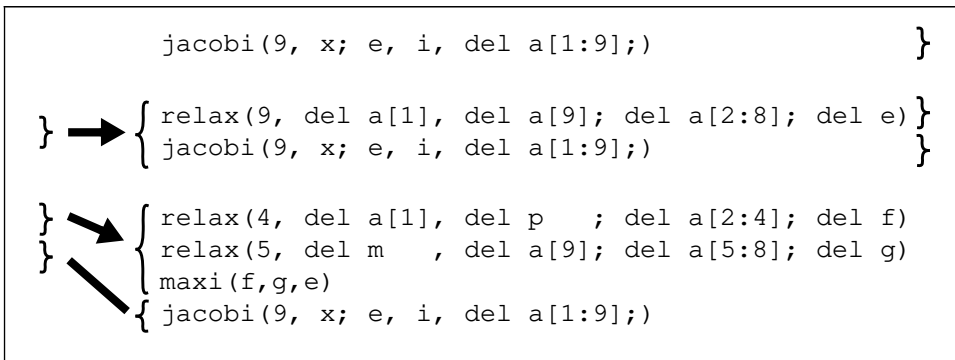 jacobi(9, x; e, i, del a[1:9];) }
} { relax(9, del a[1], del a[9]; del a[2:8]; del e) }
jacobi(9, x; e, i, del a[1:9];) }
} { relax(4, del a[1], del p   ; del a[2:4]; del f)
} relax(5, del m   , del a[9]; del a[5:8]; del g)
maxi(f,g,e)
{ jacobi(9, x; e, i, del a[1:9];)